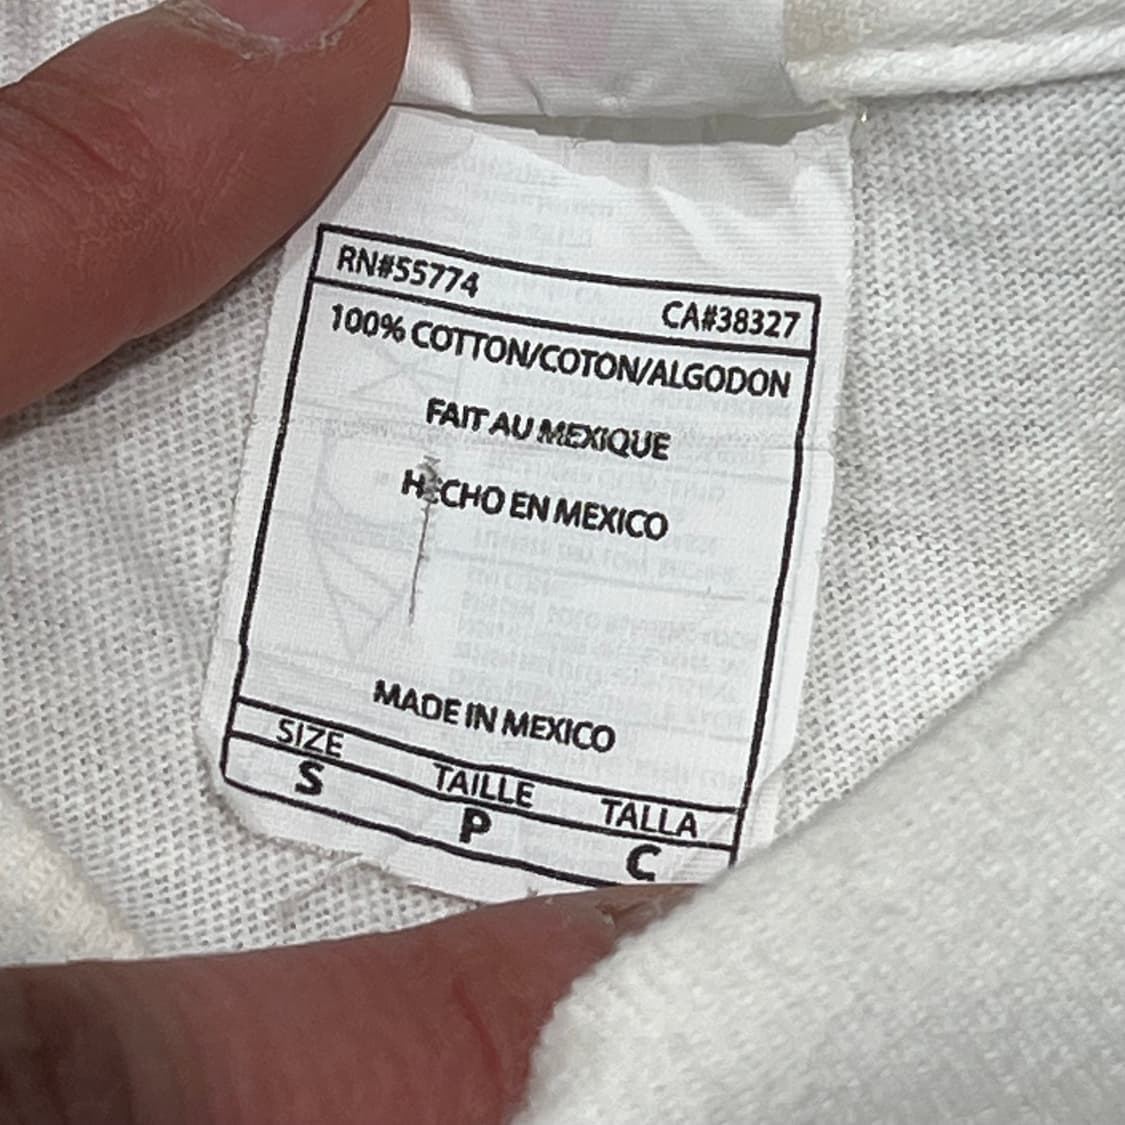 RN#55774 CA#38327
100% COTTON/COTON/ALGODON
FAIT AU MEXIQUE
HECHO EN MEXICO
MADE IN MEXICO
SIZE TAILLE TALLA
S P C